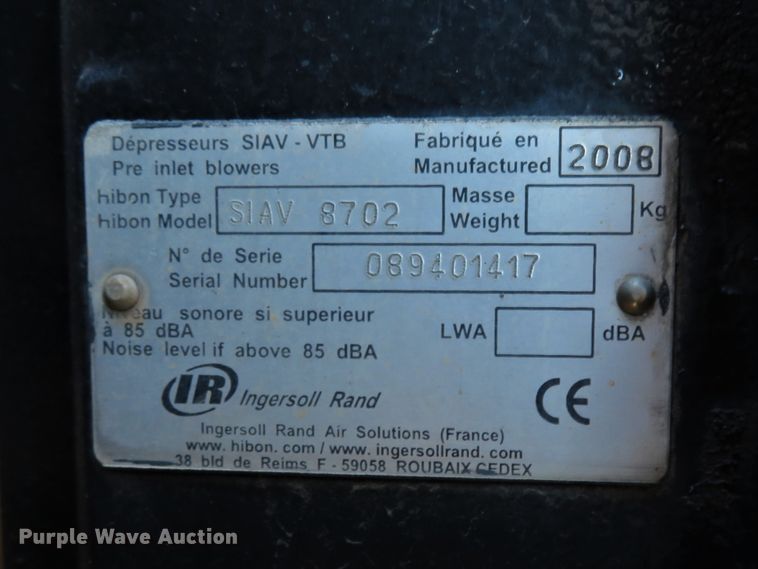 Dépresseurs SIAV - VTB
Pre inlet blowers
Fabriqué en
Manufactured
2008
Hibon Type
Hibon Model
SIAV 8702
Masse
Weight
Kg
N° de Serie
Serial Number
089401417
Niveau sonore si superieur
à 85 dBA
Noise level if above 85 dBA
LWA
dBA
IR Ingersoll Rand
CE
Ingersoll Rand Air Solutions (France)
www. hibon. com / www. ingersollrand. com
38 bld de Reims F - 59058 ROUBAIX CEDEX
Purple Wave Auction